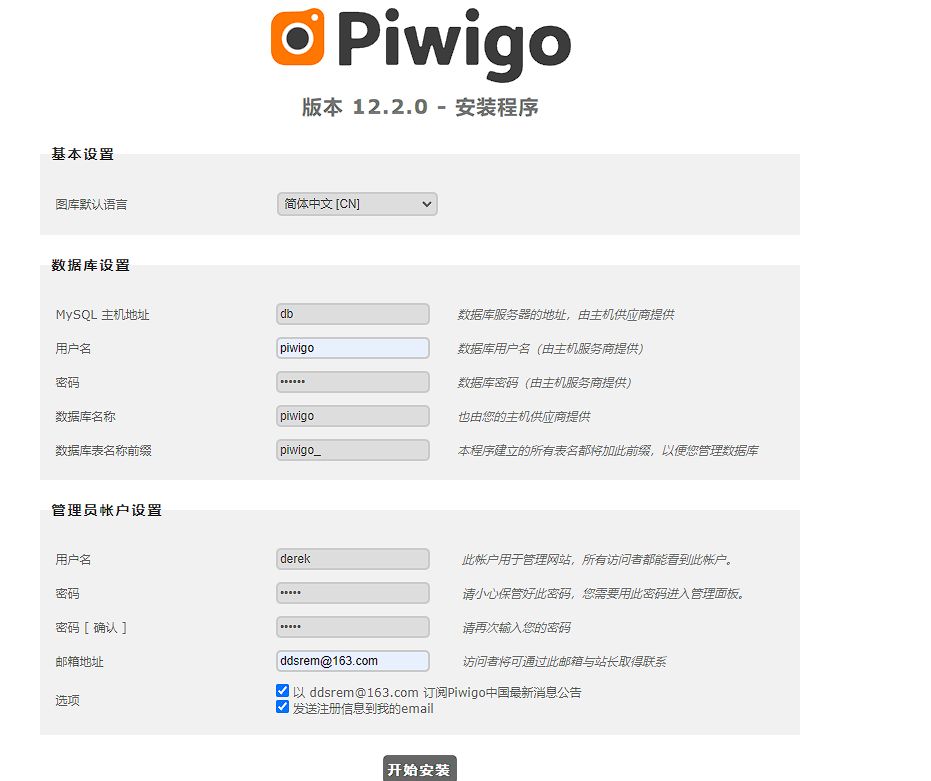 Piwigo
版本 12.2.0 - 安装程序
基本设置
图库默认语言 简体中文 [CN]
数据库设置
MySQL 主机地址 db 数据库服务器的地址，由主机供应商提供
用户名 piwigo 数据库用户名（由主机服务商提供）
密码 •••••• 数据库密码（由主机服务商提供）
数据库名称 piwigo 也由您的主机供应商提供
数据库表名称前缀 piwigo_ 本程序建立的所有表名都将加此前缀，以便您管理数据库
管理员帐户设置
用户名 derek 此帐户用于管理网站，所有访问者都能看到此帐户。
密码 ••••• 请小心保管好此密码，您需要用此密码进入管理面板。
密码 [ 确认 ] ••••• 请再次输入您的密码
邮箱地址 ddsrem@163.com 访问者将可通过此邮箱与站长取得联系
选项 以 ddsrem@163.com 订阅Piwigo中国最新消息公告
发送注册信息到我的email
开始安装